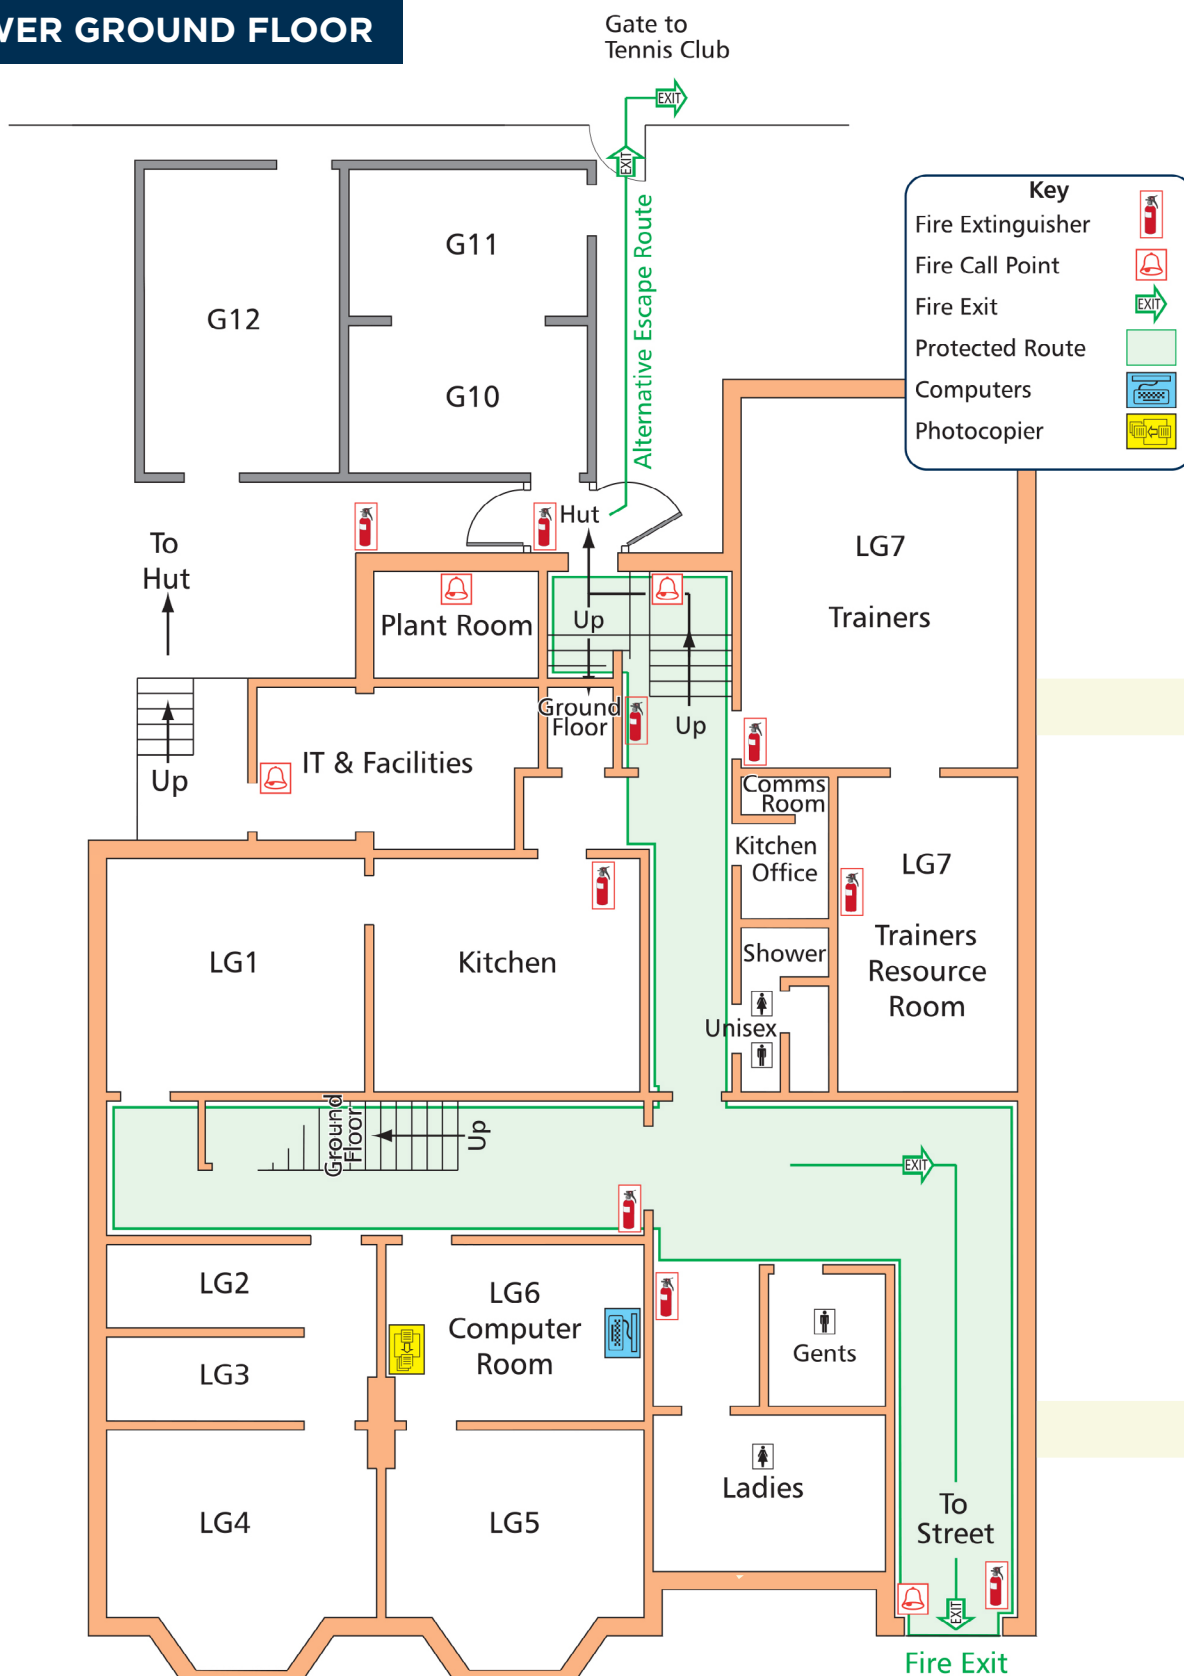 WER GROUND FLOOR
Gate to
Tennis Club
EXIT
EXIT
Alternative Escape Route
Key
Fire Extinguisher
Fire Call Point
Fire Exit
EXIT
Protected Route
Computers
Photocopier
G11
G12
G10
Hut
To
Hut
LG7
Trainers
Plant Room
Up
Ground
Floor
Up
IT & Facilities
Up
Comms
Room
Kitchen
Office
LG7
Trainers
Resource
Room
LG1
Kitchen
Shower
Unisex
Ground
Floor
Up
EXIT
LG2
LG6
Computer
Room
LG3
Gents
Ladies
LG4
LG5
To
Street
EXIT
Fire Exit